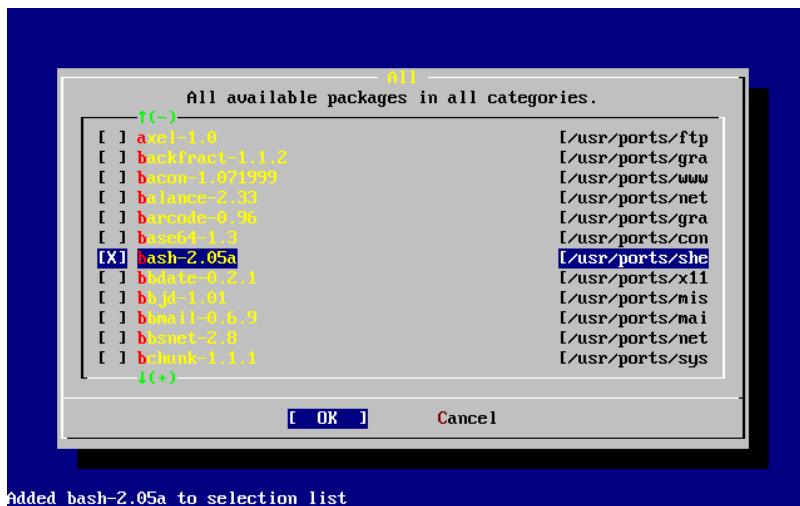 All
All available packages in all categories.
↑(-)
[ ] axel-1.0 [/usr/ports/ftp
[ ] backfract-1.1.2 [/usr/ports/gra
[ ] bacon-1.071999 [/usr/ports/www
[ ] balance-2.33 [/usr/ports/net
[ ] barcode-0.96 [/usr/ports/gra
[ ] base64-1.3 [/usr/ports/con
[X] bash-2.05a [/usr/ports/she
[ ] bbdate-0.2.1 [/usr/ports/x11
[ ] bbjd-1.01 [/usr/ports/mis
[ ] bbmail-0.6.9 [/usr/ports/mai
[ ] bbsnet-2.8 [/usr/ports/net
[ ] bchunk-1.1.1 [/usr/ports/sys
↓(+)
[ OK ] Cancel
Added bash-2.05a to selection list